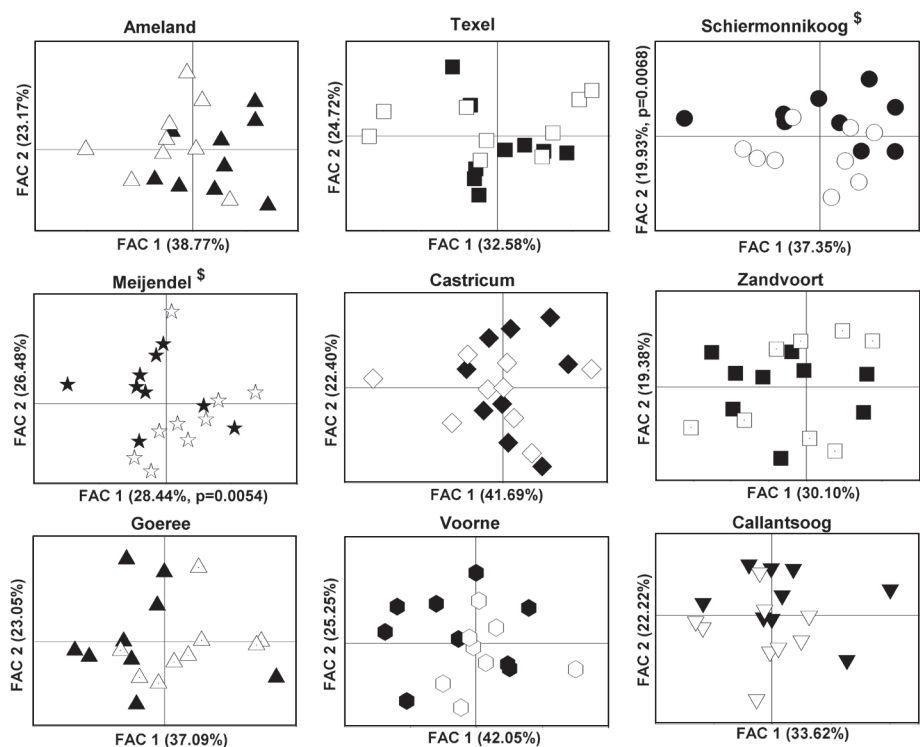 Ameland
FAC 2 (23.17%)
FAC 1 (38.77%)
Texel
FAC 2 (24.72%)
FAC 1 (32.58%)
Schiermonnikoog $
FAC 2 (19.93%, p=0.0068)
FAC 1 (37.35%)
Meijendel $
FAC 2 (26.48%)
FAC 1 (28.44%, p=0.0054)
Castricum
FAC 2 (22.40%)
FAC 1 (41.69%)
Zandvoort
FAC 2 (19.38%)
FAC 1 (30.10%)
Goeree
FAC 2 (23.05%)
FAC 1 (37.09%)
Voorne
FAC 2 (25.25%)
FAC 1 (42.05%)
Callantsoog
FAC 2 (22.22%)
FAC 1 (33.62%)